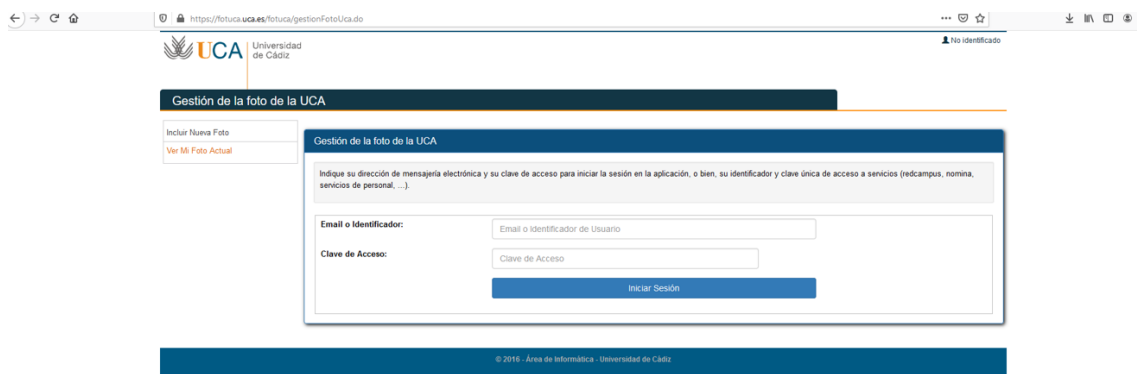 https://fotuca.uca.es/fotuca/gestionFotoUca.do
UCA Universidad
de Cádiz
No identificado
Gestión de la foto de la UCA
Incluir Nueva Foto
Ver Mi Foto Actual
Gestión de la foto de la UCA
Indique su dirección de mensajería electrónica y su clave de acceso para iniciar la sesión en la aplicación, o bien, su identificador y clave única de acceso a servicios (redcampus, nomina,
servicios de personal, ...).
Email o Identificador:
Email o Identificador de Usuario
Clave de Acceso:
Clave de Acceso
Iniciar Sesión
© 2016 - Área de Informática - Universidad de Cádiz